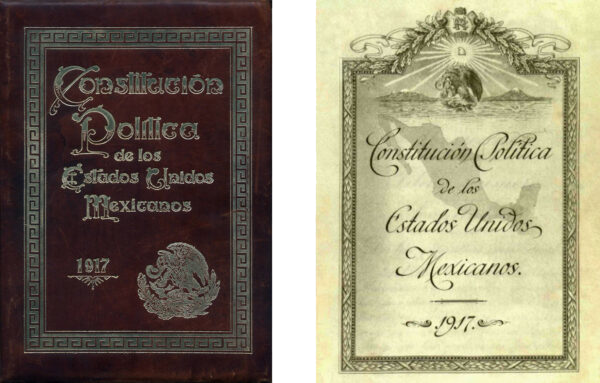 Constitución
Política
de los
Estados Unidos
Mexicanos
1917
Constitución Política
de los
Estados Unidos
Mexicanos.
1917.